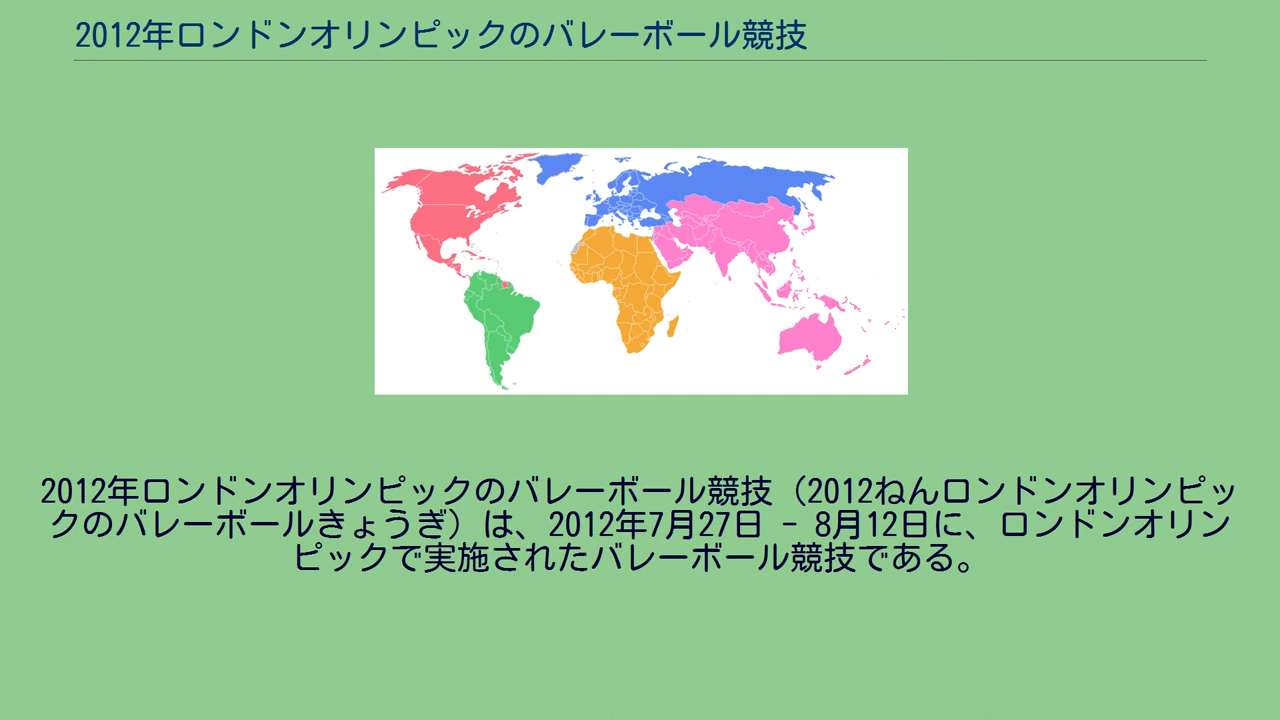 2012年ロンドンオリンピックのバレーボール競技
2012年ロンドンオリンピックのバレーボール競技（2012ねんロンドンオリンピッ
クのバレーボールきょうぎ）は、2012年7月27日 - 8月12日に、ロンドンオリン
ピックで実施されたバレーボール競技である。